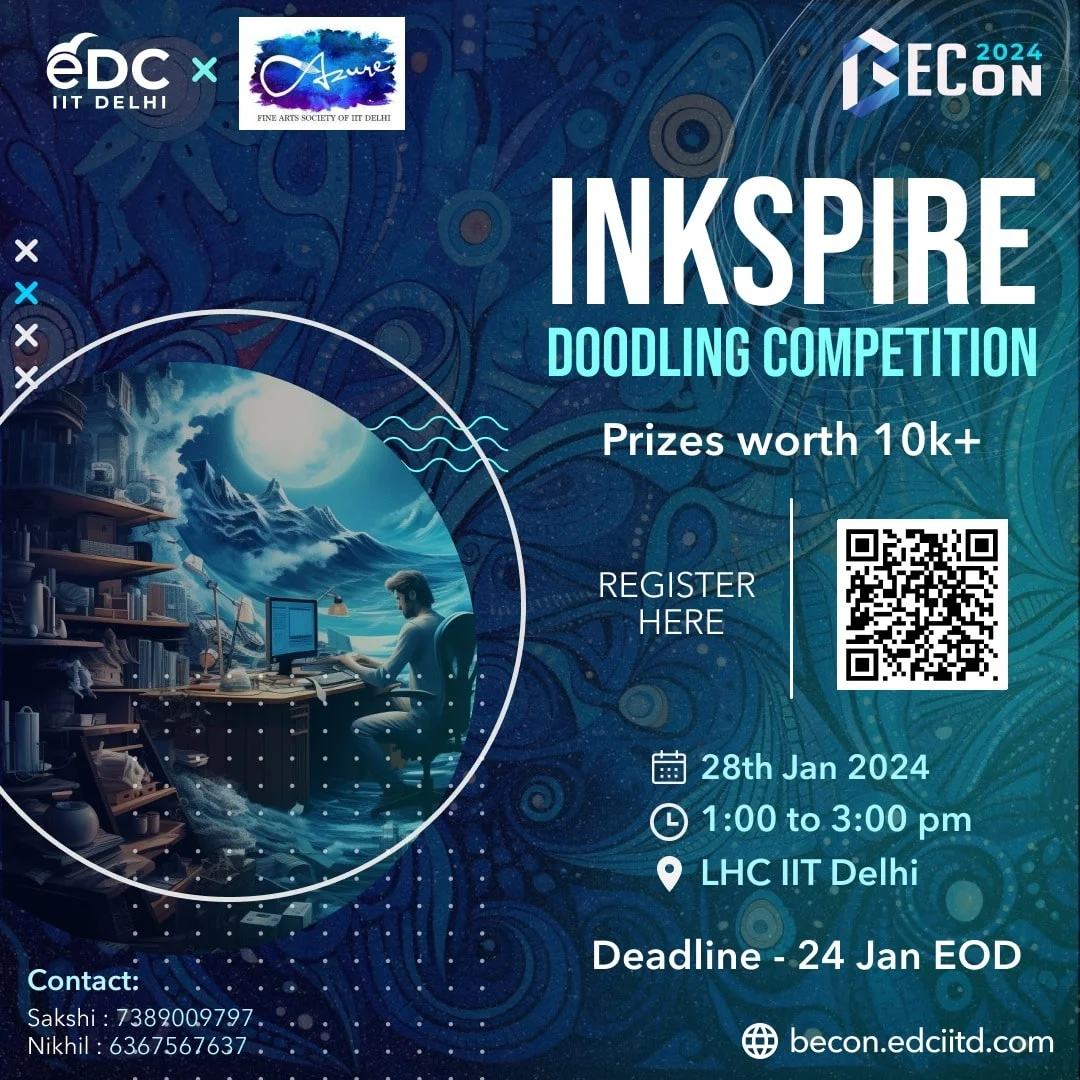 eDC
IIT DELHI
×
Azure
FINE ARTS SOCIETY OF IIT DELHI
BECon 2024
INKSPIRE
DOODLING COMPETITION
Prizes worth 10k+
REGISTER
HERE
28th Jan 2024
1:00 to 3:00 pm
LHC IIT Delhi
Deadline - 24 Jan EOD
Contact:
Sakshi : 7389009797
Nikhil : 6367567637
becon.edciitd.com